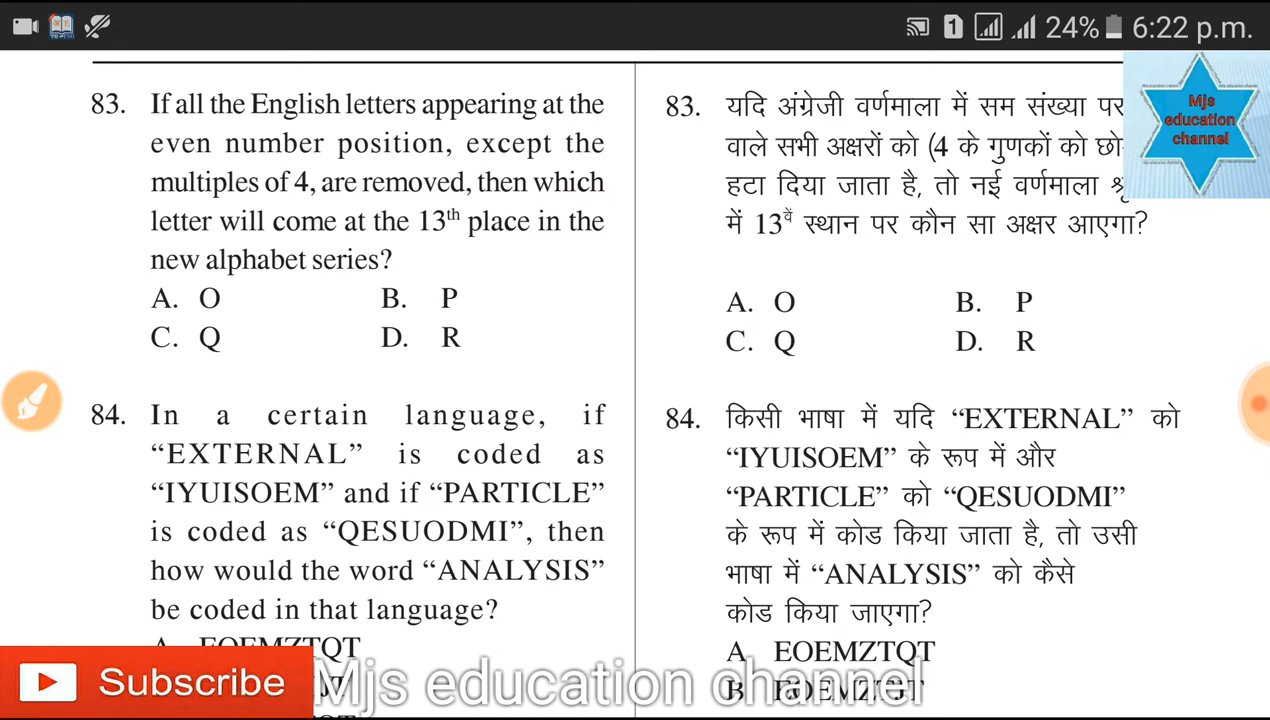 24% 6:22 p.m.
83. If all the English letters appearing at the
even number position, except the
multiples of 4, are removed, then which
letter will come at the 13th place in the
new alphabet series?
A. O B. P
C. Q D. R
84. In a certain language, if
“EXTERNAL” is coded as
“IYUISOEM” and if “PARTICLE”
is coded as “QESUODMI”, then
how would the word “ANALYSIS”
be coded in that language?
A EOEMZTQT
83. यदि अंग्रेजी वर्णमाला में सम संख्या पर
वाले सभी अक्षरों को (4 के गुणकों को
हटा दिया जाता है, तो नई वर्णमाला
में 13वें स्थान पर कौन सा अक्षर आएगा?
A. O B. P
C. Q D. R
84. किसी भाषा में यदि “EXTERNAL” को
“IYUISOEM” के रूप में और
“PARTICLE” को “QESUODMI”
के रूप में कोड किया जाता है, तो उसी
भाषा में “ANALYSIS” को कैसे
कोड किया जाएगा?
A EOEMZTQT
B
Mjs
education
channel
Subscribe Mjs education channel